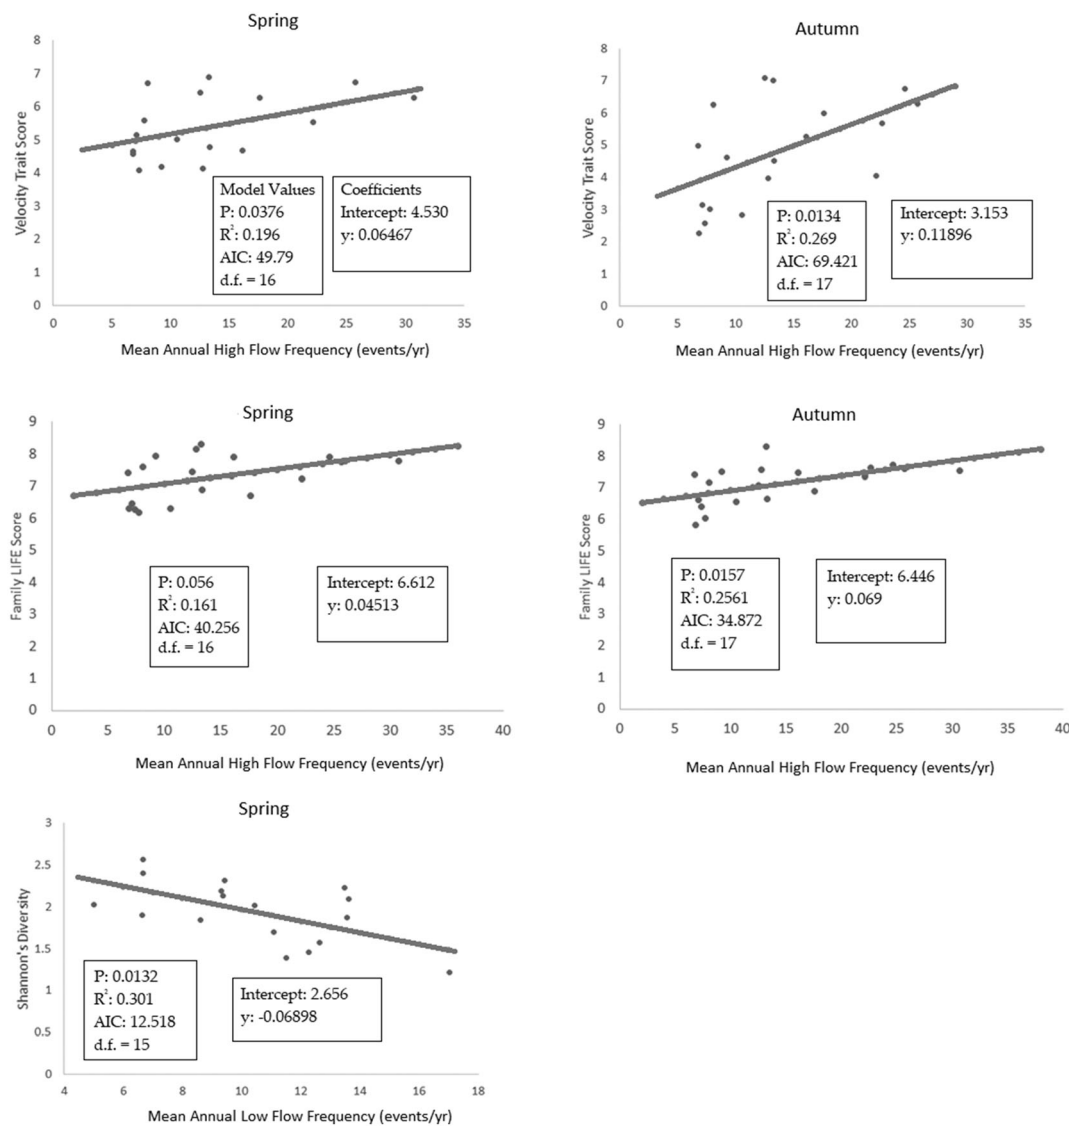 Spring
8
7
6
5
4
3
2
1
0
Velocity Trait Score
Model Values
P: 0.0376
R²: 0.196
AIC: 49.79
d.f. = 16
Coefficients
Intercept: 4.530
y: 0.06467
0 5 10 15 20 25 30 35
Mean Annual High Flow Frequency (events/yr)
Autumn
8
7
6
5
4
3
2
1
0
Velocity Trait Score
P: 0.0134
R²: 0.269
AIC: 69.421
d.f. = 17
Intercept: 3.153
y: 0.11896
0 5 10 15 20 25 30 35
Mean Annual High Flow Frequency (events/yr)
Spring
9
8
7
6
5
4
3
2
1
0
Family LIFE Score
P: 0.056
R²: 0.161
AIC: 40.256
d.f. = 16
Intercept: 6.612
y: 0.04513
0 5 10 15 20 25 30 35 40
Mean Annual High Flow Frequency (events/yr)
Autumn
9
8
7
6
5
4
3
2
1
0
Family LIFE Score
P: 0.0157
R²: 0.2561
AIC: 34.872
d.f. = 17
Intercept: 6.446
y: 0.069
0 5 10 15 20 25 30 35 40
Mean Annual High Flow Frequency (events/yr)
Spring
3
2.5
2
1.5
1
0.5
0
Shannon's Diversity
P: 0.0132
R²: 0.301
AIC: 12.518
d.f. = 15
Intercept: 2.656
y: -0.06898
4 6 8 10 12 14 16 18
Mean Annual Low Flow Frequency (events/yr)